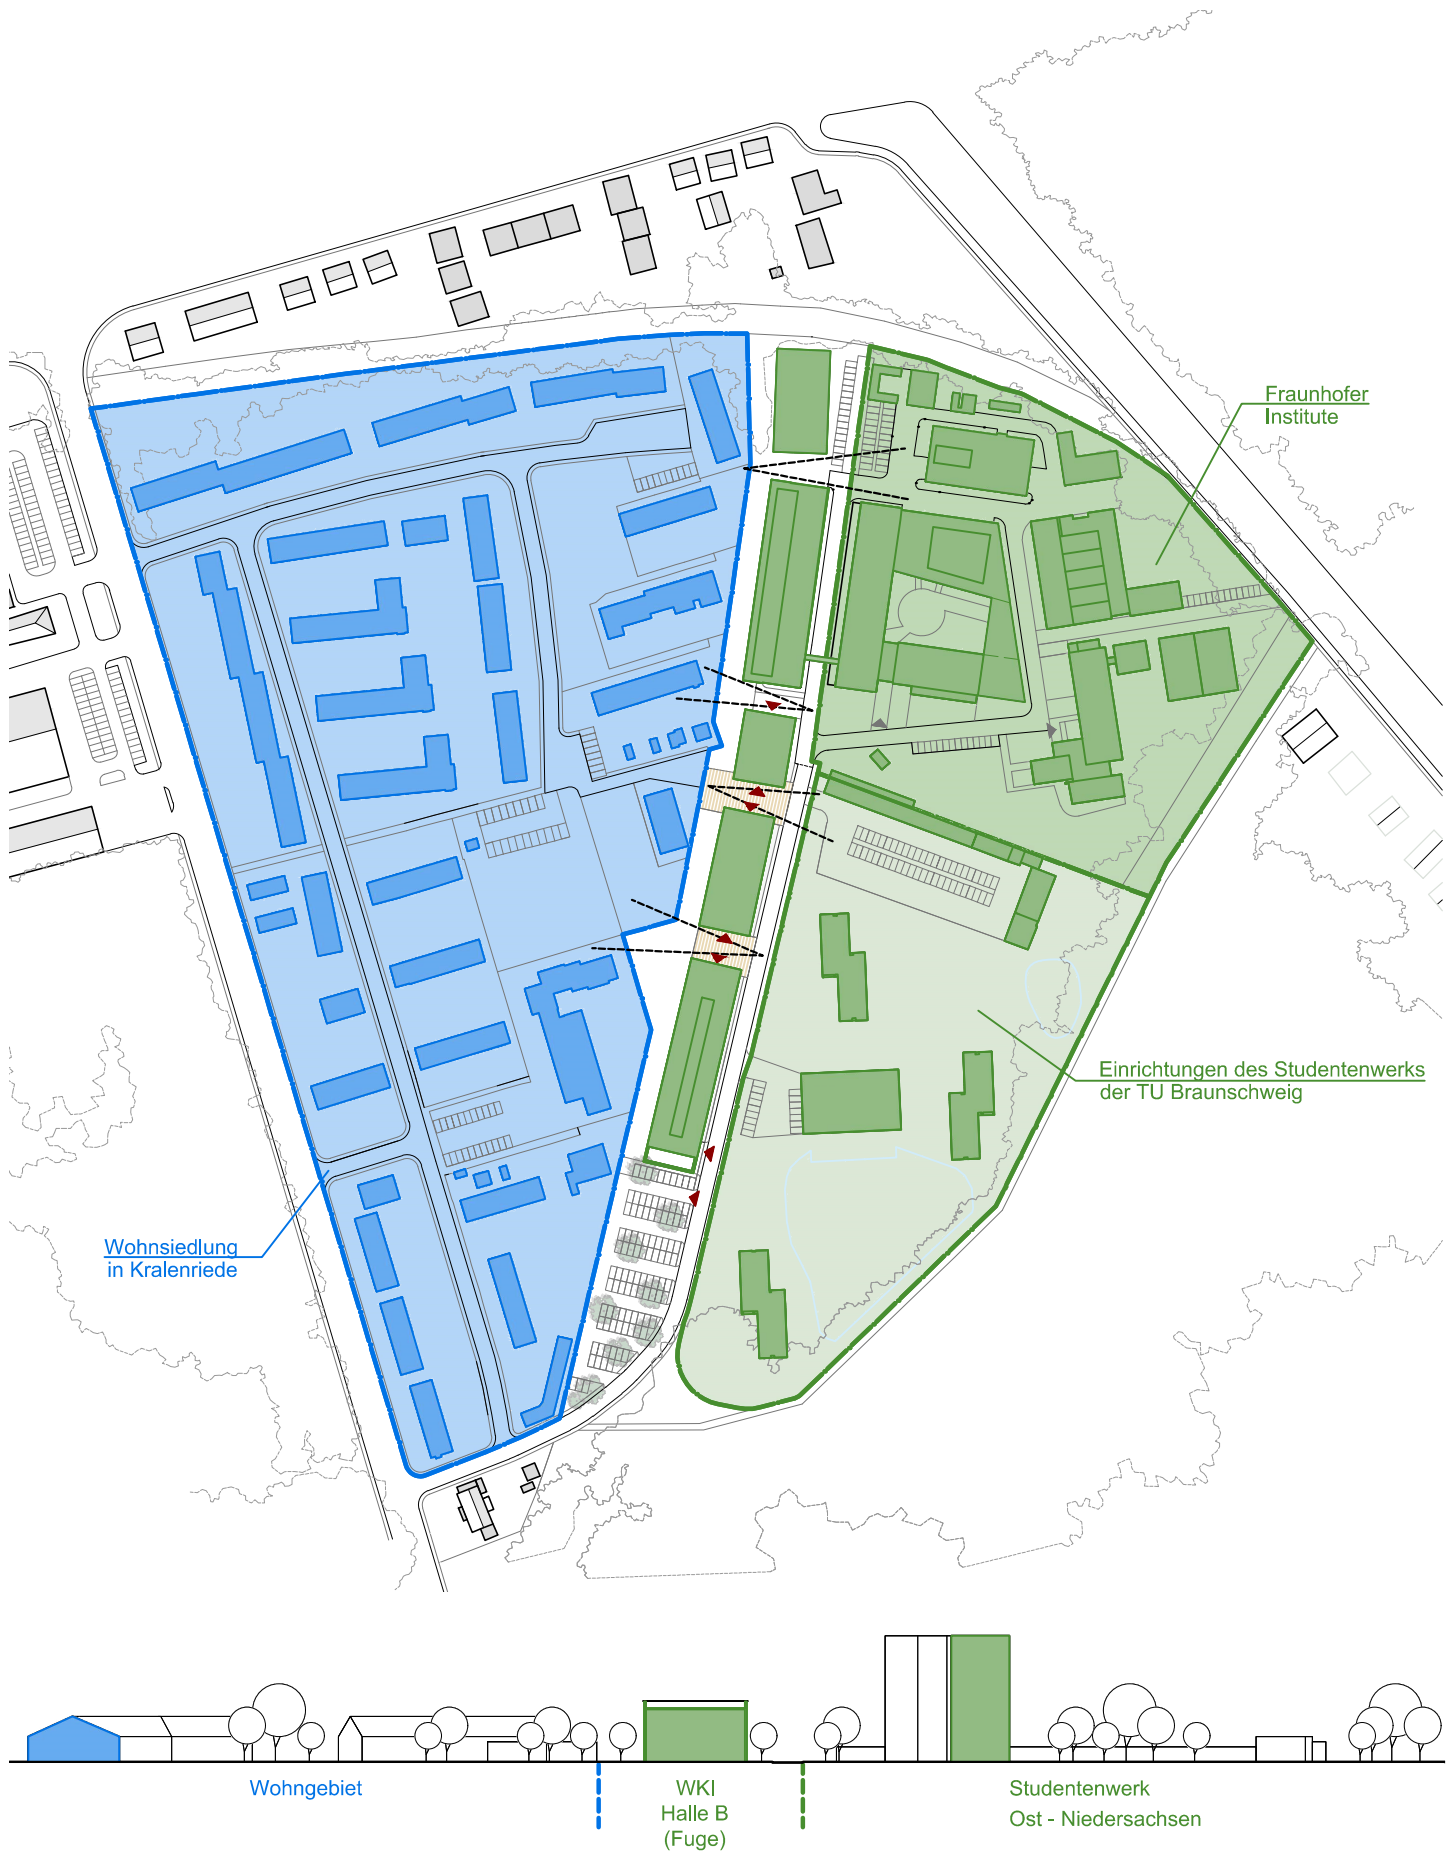 Fraunhofer
Institute
Einrichtungen des Studentenwerks
der TU Braunschweig
Wohnsiedlung
in Kralenriede
Wohngebiet
WKI
Halle B
(Fuge)
Studentenwerk
Ost - Niedersachsen